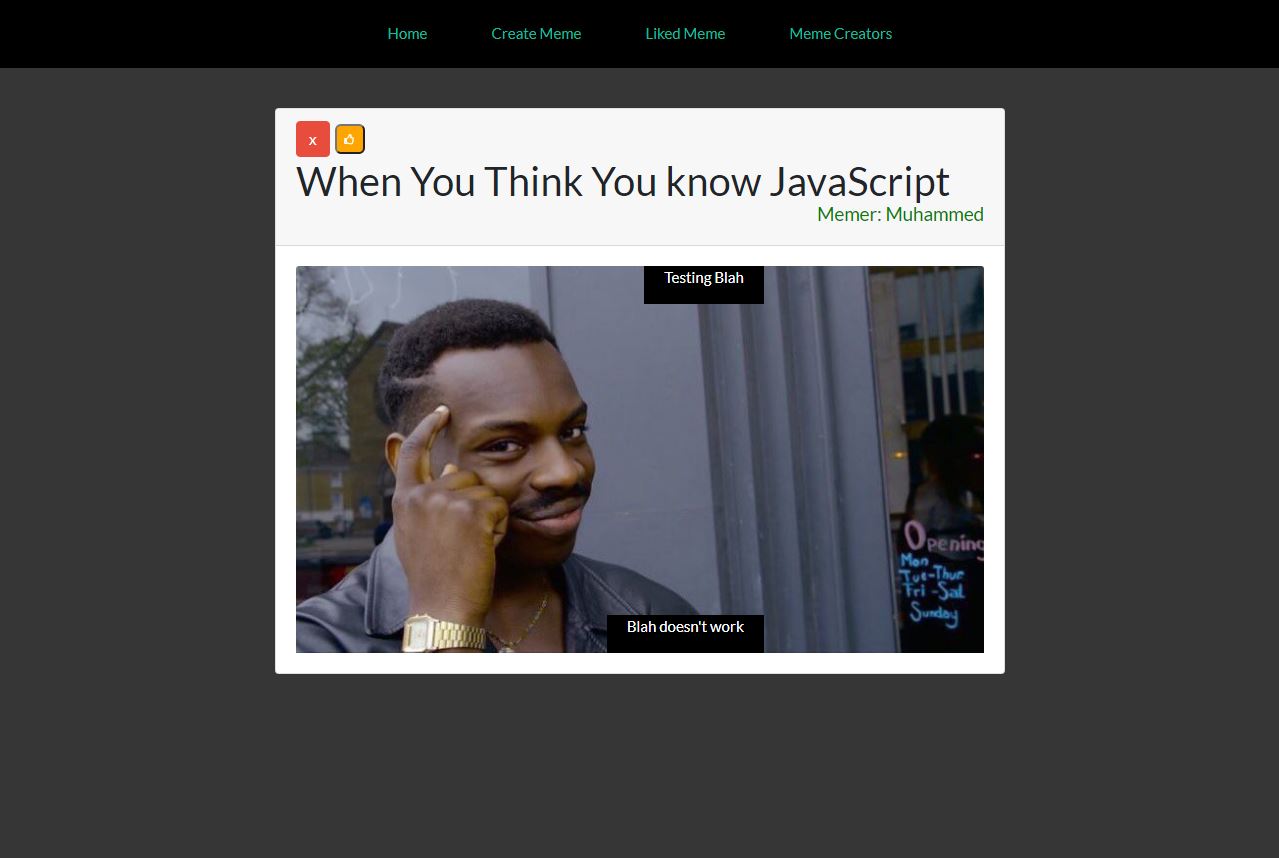 Home Create Meme Liked Meme Meme Creators
x
When You Think You know JavaScript
Memer: Muhammed
Testing Blah
Opening
Mon
Tue-Thur
Fri -Sat
Sunday
Blah doesn't work